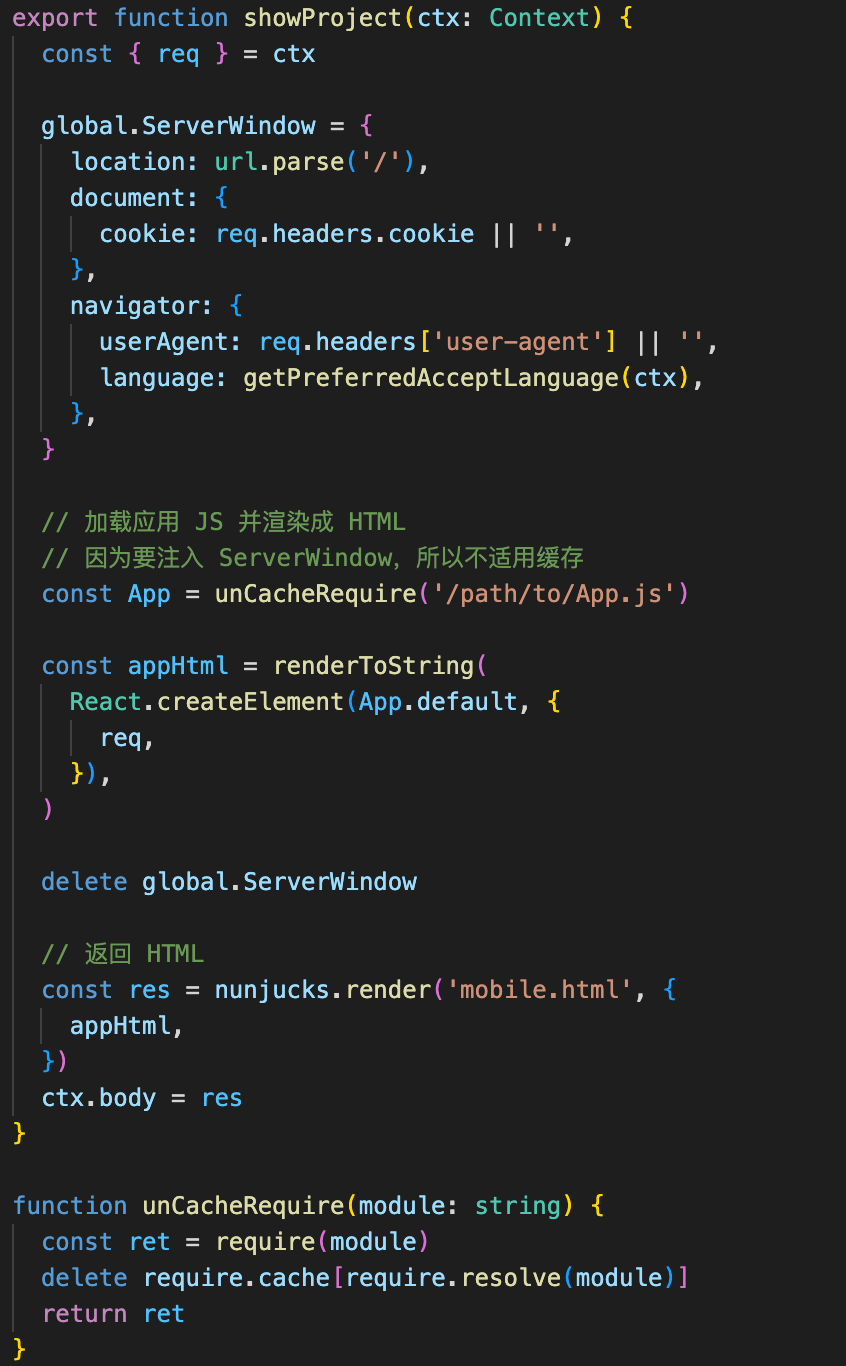 export function showProject(ctx: Context) {
  const { req } = ctx

  global.ServerWindow = {
    location: url.parse('/'),
    document: {
      cookie: req.headers.cookie || '',
    },
    navigator: {
      userAgent: req.headers['user-agent'] || '',
      language: getPreferredAcceptLanguage(ctx),
    },
  }

  // 加载应用 JS 并渲染成 HTML
  // 因为要注入 ServerWindow，所以不适用缓存
  const App = unCacheRequire('/path/to/App.js')

  const appHtml = renderToString(
    React.createElement(App.default, {
      req,
    }),
  )

  delete global.ServerWindow

  // 返回 HTML
  const res = nunjucks.render('mobile.html', {
    appHtml,
  })
  ctx.body = res
}

function unCacheRequire(module: string) {
  const ret = require(module)
  delete require.cache[require.resolve(module)]
  return ret
}